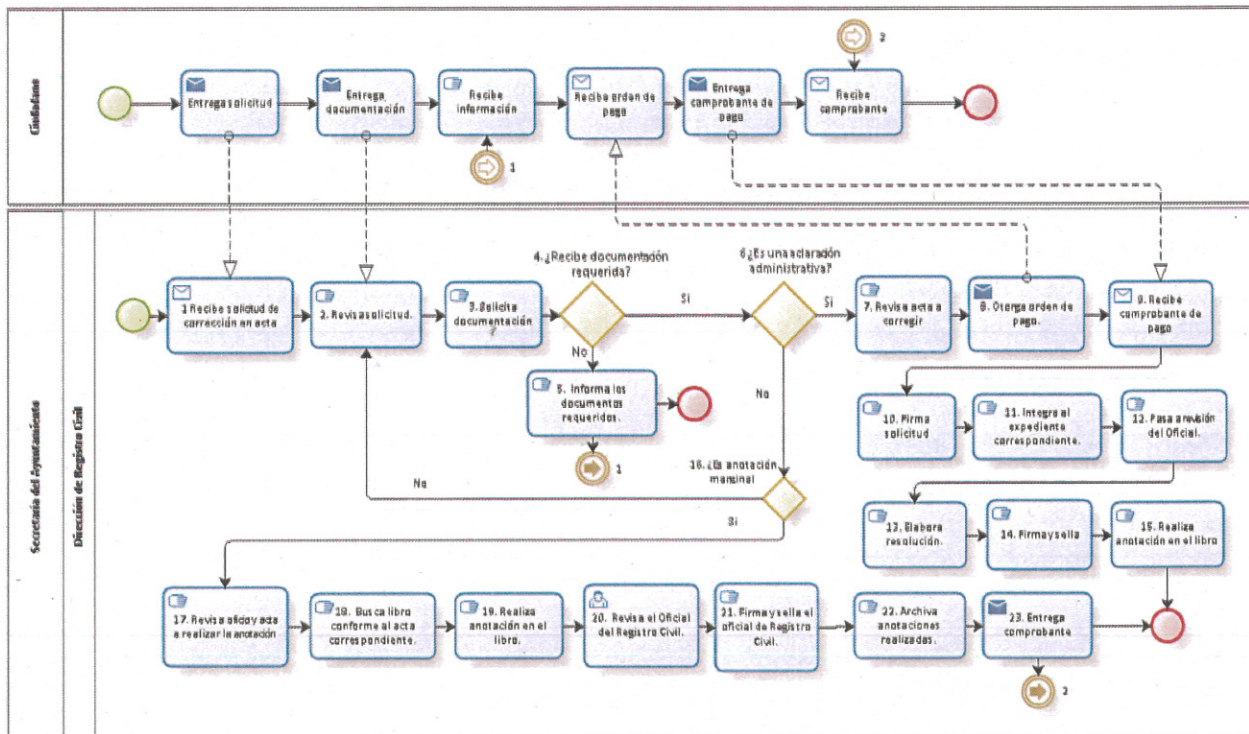 Ciudadano
Entrega solicitud
Entrega
documentación
Recibe
información
1
Recibe orden de
pago
Entrega
comprobante de
pago
Recibe
comprobante
Secretaría del Ayuntamiento
Dirección de Registro Civil
1 Recibe solicitud de
corrección en acta
2. Revisa solicitud.
3. Solicita
documentación
4. ¿Recibe documentación
requerida?
Si
No
5. Informa los
documentos
requeridos.
1
6 ¿Es una aclaración
administrativa?
Si
No
7. Revisa acta a
corregir
8. Otorga orden de
pago.
9. Recibe
comprobante de
pago
10. Firma
solicitud
11. Integra al
expediente
correspondiente.
12. Pasa a revisión
del Oficial.
13. Elabora
resolución.
14. Firma y sella
15. Realiza
anotación en el libro
16. ¿Es anotación
marginal
No
Si
17. Revisa oficio y acta
a realizar la anotación
18. Busca libro
conforme al acta
correspondiente.
19. Realiza
anotación en el
libro.
20. Revisa el Oficial
del Registro Civil.
21. Firma y sella el
oficial de Registro
Civil.
22. Archiva
anotaciones
realizadas.
23. Entrega
comprobante
2